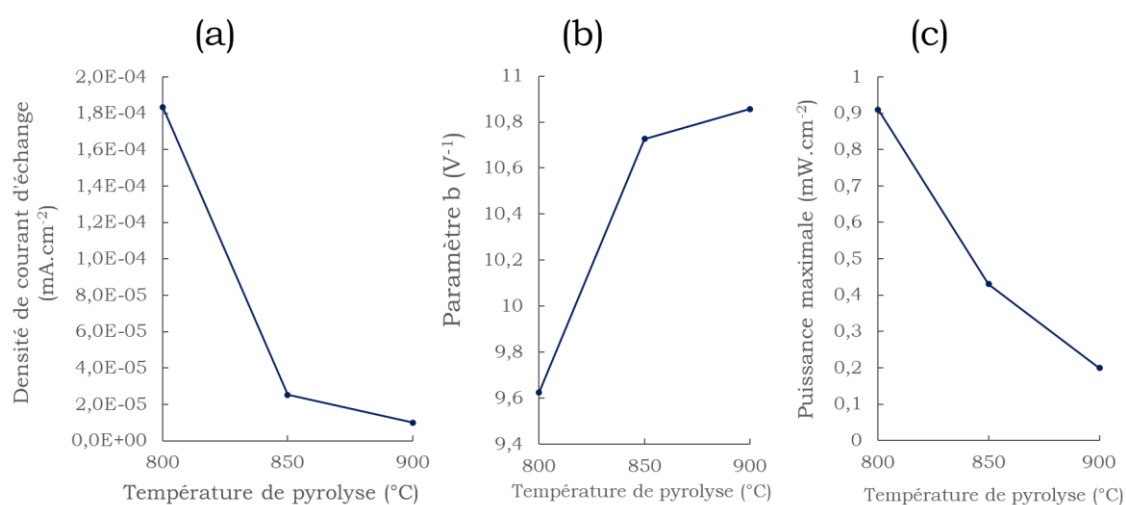 (a)
(b)
(c)
Densité de courant d'échange
(mA.cm⁻²)
2,0E-04
1,8E-04
1,6E-04
1,4E-04
1,2E-04
1,0E-04
8,0E-05
6,0E-05
4,0E-05
2,0E-05
0,0E+00
800
850
900
Température de pyrolyse (°C)
Paramètre b (V⁻¹)
11
10,8
10,6
10,4
10,2
10
9,8
9,6
9,4
800
850
900
Température de pyrolyse (°C)
Puissance maximale (mW.cm⁻²)
1
0,9
0,8
0,7
0,6
0,5
0,4
0,3
0,2
0,1
0
800
850
900
Température de pyrolyse (°C)